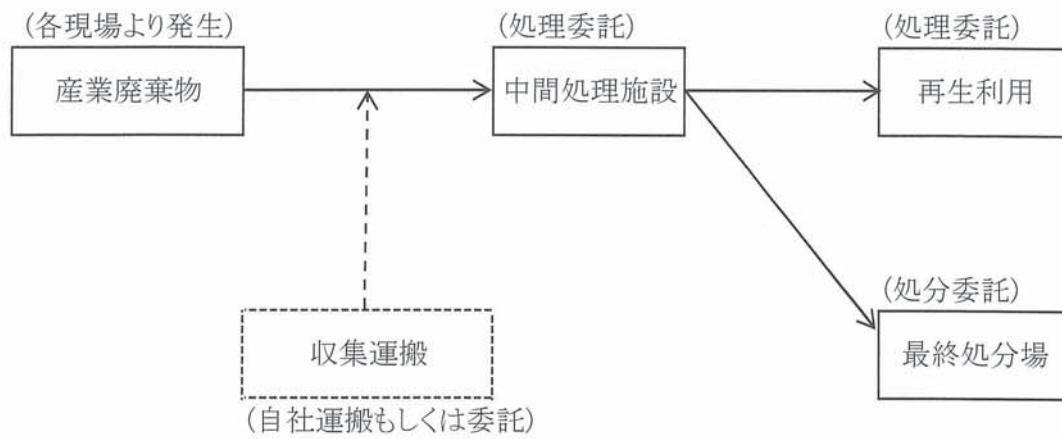 (各現場より発生)
産業廃棄物
(処理委託)
中間処理施設
(処理委託)
再生利用
収集運搬
(自社運搬もしくは委託)
(処分委託)
最終処分場